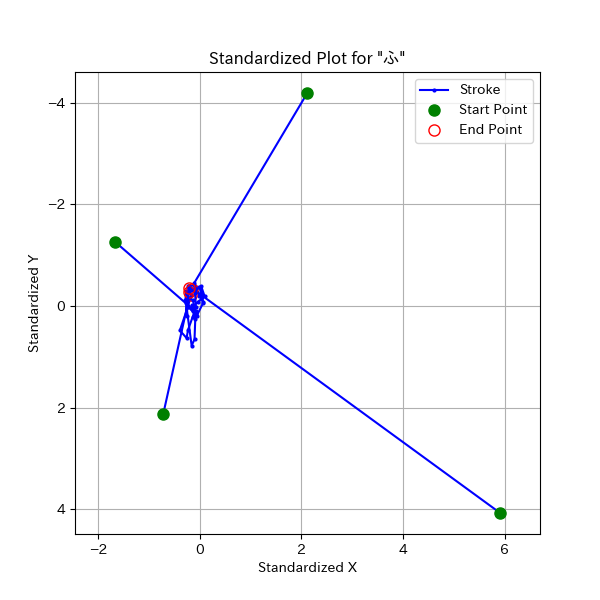 Standardized Plot for "ふ"
Stroke
Start Point
End Point
−4
−2
0
2
4
Standardized Y
−2 0 2 4 6
Standardized X